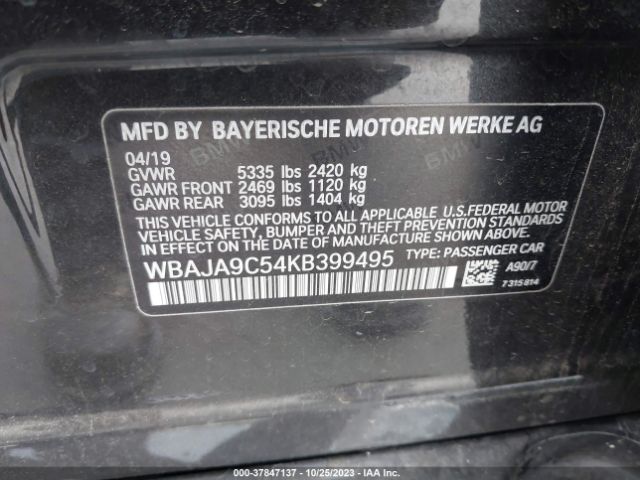 MFD BY BAYERISCHE MOTOREN WERKE AG
04/19
GVWR 5335 lbs 2420 kg
GAWR FRONT 2469 lbs 1120 kg
GAWR REAR 3095 lbs 1404 kg
THIS VEHICLE CONFORMS TO ALL APPLICABLE U.S.FEDERAL MOTOR
VEHICLE SAFETY, BUMPER AND THEFT PREVENTION STANDARDS
IN EFFECT ON THE DATE OF MANUFACTURE SHOWN ABOVE.
WBAJA9C54KB399495 TYPE: PASSENGER CAR
A90/7
7315814
000-37847137 - 10/25/2023 - IAA Inc.